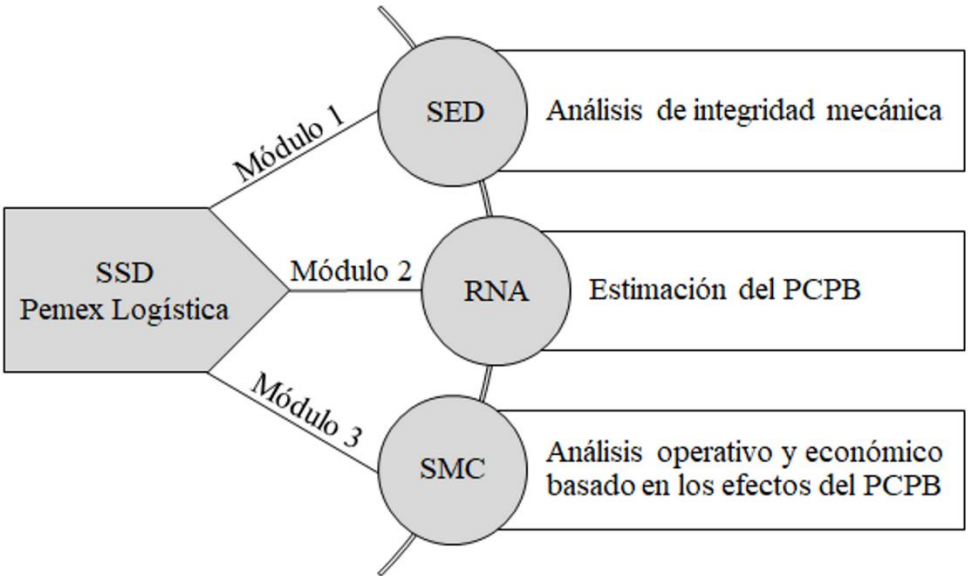 SSD
Pemex Logística
Módulo 1
SED
Análisis de integridad mecánica
Módulo 2
RNA
Estimación del PCPB
Módulo 3
SMC
Análisis operativo y económico
basado en los efectos del PCPB